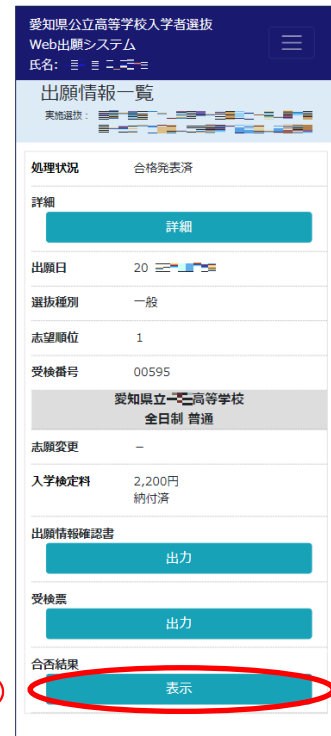 愛知県公立高等学校入学者選抜
Web出願システム
氏名:
出願情報一覧
実施選抜:
処理状況 合格発表済
詳細
詳細
出願日 20
選抜種別 一般
志望順位 1
受検番号 00595
愛知県立 高等学校
全日制 普通
志願変更 −
入学検定料 2,200円
納付済
出願情報確認書
出力
受検票
出力
合否結果
表示